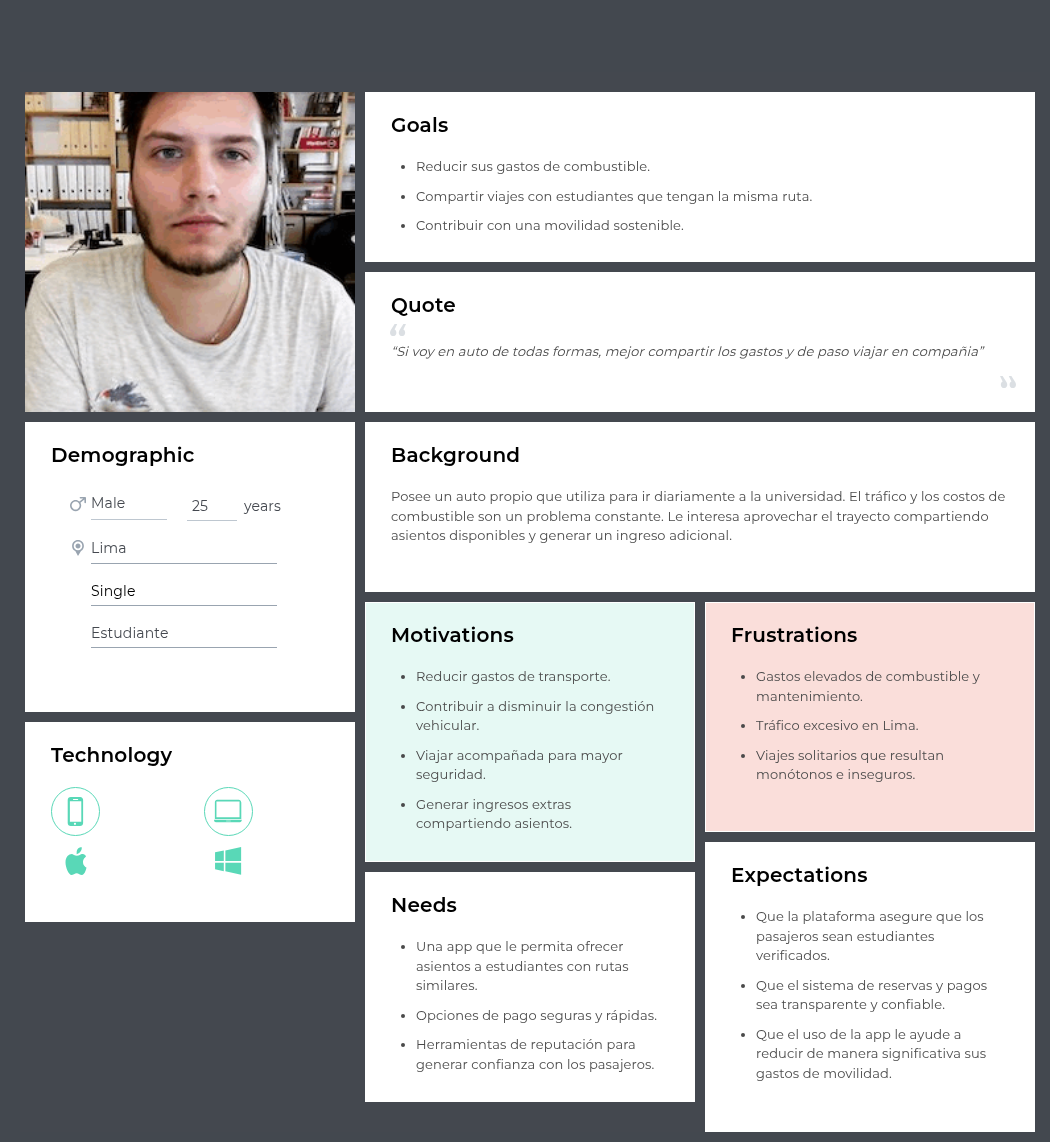 Goals
• Reducir sus gastos de combustible.
• Compartir viajes con estudiantes que tengan la misma ruta.
• Contribuir con una movilidad sostenible.
Quote
“
“Si voy en auto de todas formas, mejor compartir los gastos y de paso viajar en compañia”
”
Demographic
Male 25 years
Lima
Single
Estudiante
Background
Posee un auto propio que utiliza para ir diariamente a la universidad. El tráfico y los costos de
combustible son un problema constante. Le interesa aprovechar el trayecto compartiendo
asientos disponibles y generar un ingreso adicional.
Technology
Motivations
• Reducir gastos de transporte.
• Contribuir a disminuir la congestión
vehicular.
• Viajar acompañada para mayor
seguridad.
• Generar ingresos extras
compartiendo asientos.
Frustrations
• Gastos elevados de combustible y
mantenimiento.
• Tráfico excesivo en Lima.
• Viajes solitarios que resultan
monótonos e inseguros.
Needs
• Una app que le permita ofrecer
asientos a estudiantes con rutas
similares.
• Opciones de pago seguras y rápidas.
• Herramientas de reputación para
generar confianza con los pasajeros.
Expectations
• Que la plataforma asegure que los
pasajeros sean estudiantes
verificados.
• Que el sistema de reservas y pagos
sea transparente y confiable.
• Que el uso de la app le ayude a
reducir de manera significativa sus
gastos de movilidad.